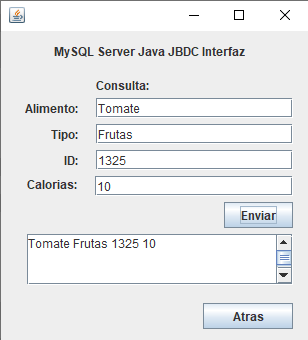 MySQL Server Java JBDC Interfaz
Consulta:
Alimento: Tomate
Tipo: Frutas
ID: 1325
Calorias: 10
Enviar
Tomate Frutas 1325 10
Atras